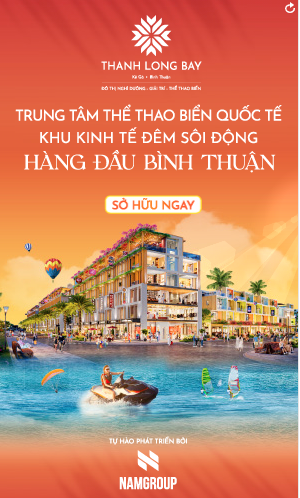 THANH LONG BAY
Kê Gà • Bình Thuận
ĐÔ THỊ NGHỈ DƯỠNG - GIẢI TRÍ - THỂ THAO BIỂN
TRUNG TÂM THỂ THAO BIỂN QUỐC TẾ
KHU KINH TẾ ĐÊM SÔI ĐỘNG
HÀNG ĐẦU BÌNH THUẬN
SỞ HỮU NGAY
TỰ HÀO PHÁT TRIỂN BỞI
NAMGROUP